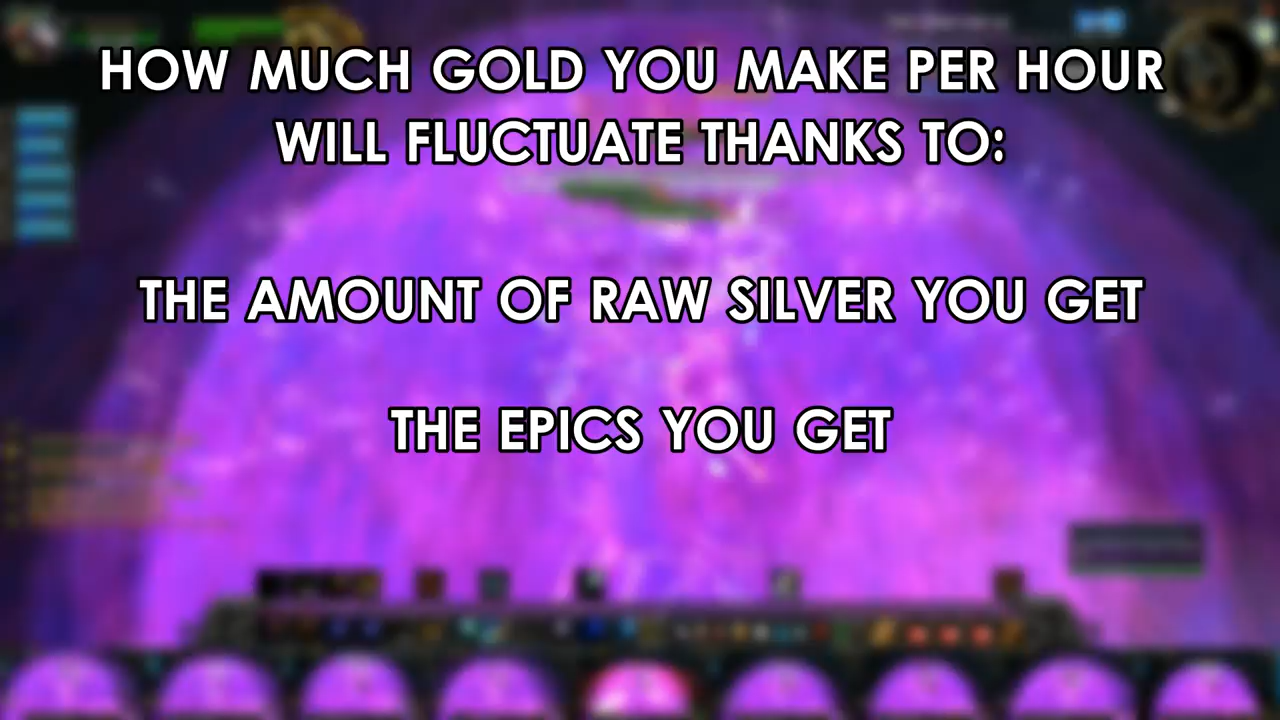 HOW MUCH GOLD YOU MAKE PER HOUR
WILL FLUCTUATE THANKS TO:
THE AMOUNT OF RAW SILVER YOU GET
THE EPICS YOU GET